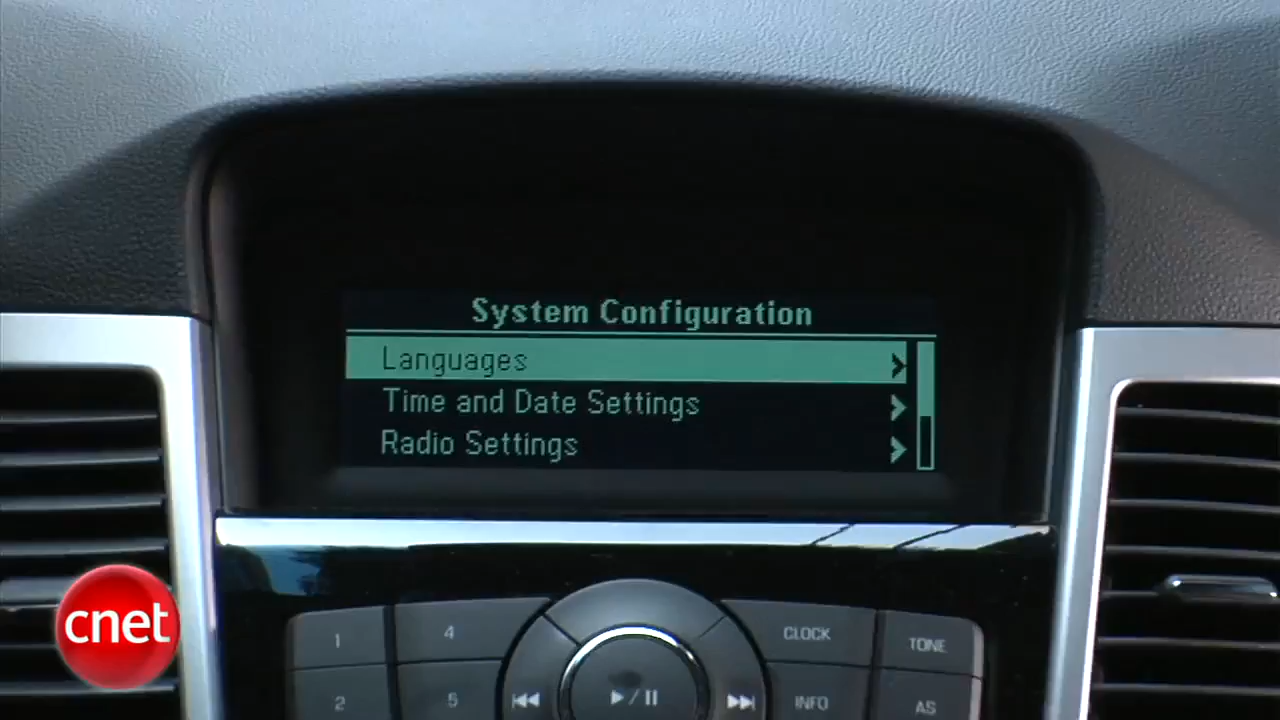 System Configuration
Languages
Time and Date Settings
Radio Settings
cnet
1
4
CLOCK
TONE
2
5
INFO
AS